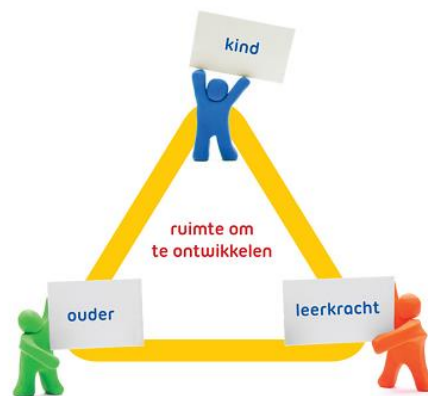 kind
ruimte om
te ontwikkelen
ouder
leerkracht